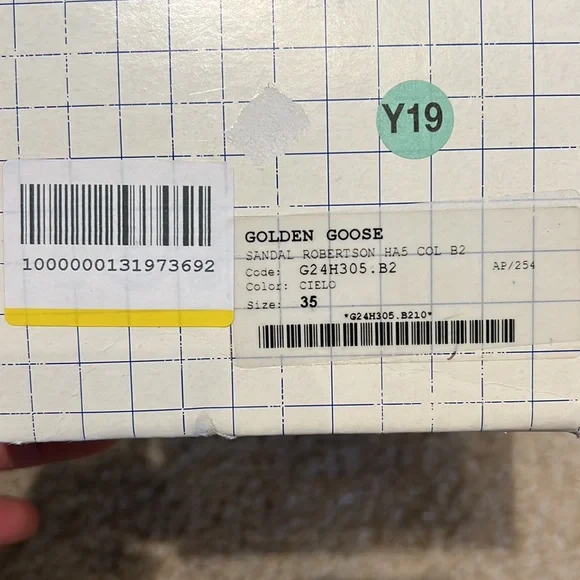 Y19
1000000131973692
GOLDEN GOOSE
SANDAL ROBERTSON HA5 COL B2
Code: G24H305.B2 AP/254
Color: CIELO
Size: 35
*G24H305.B210*